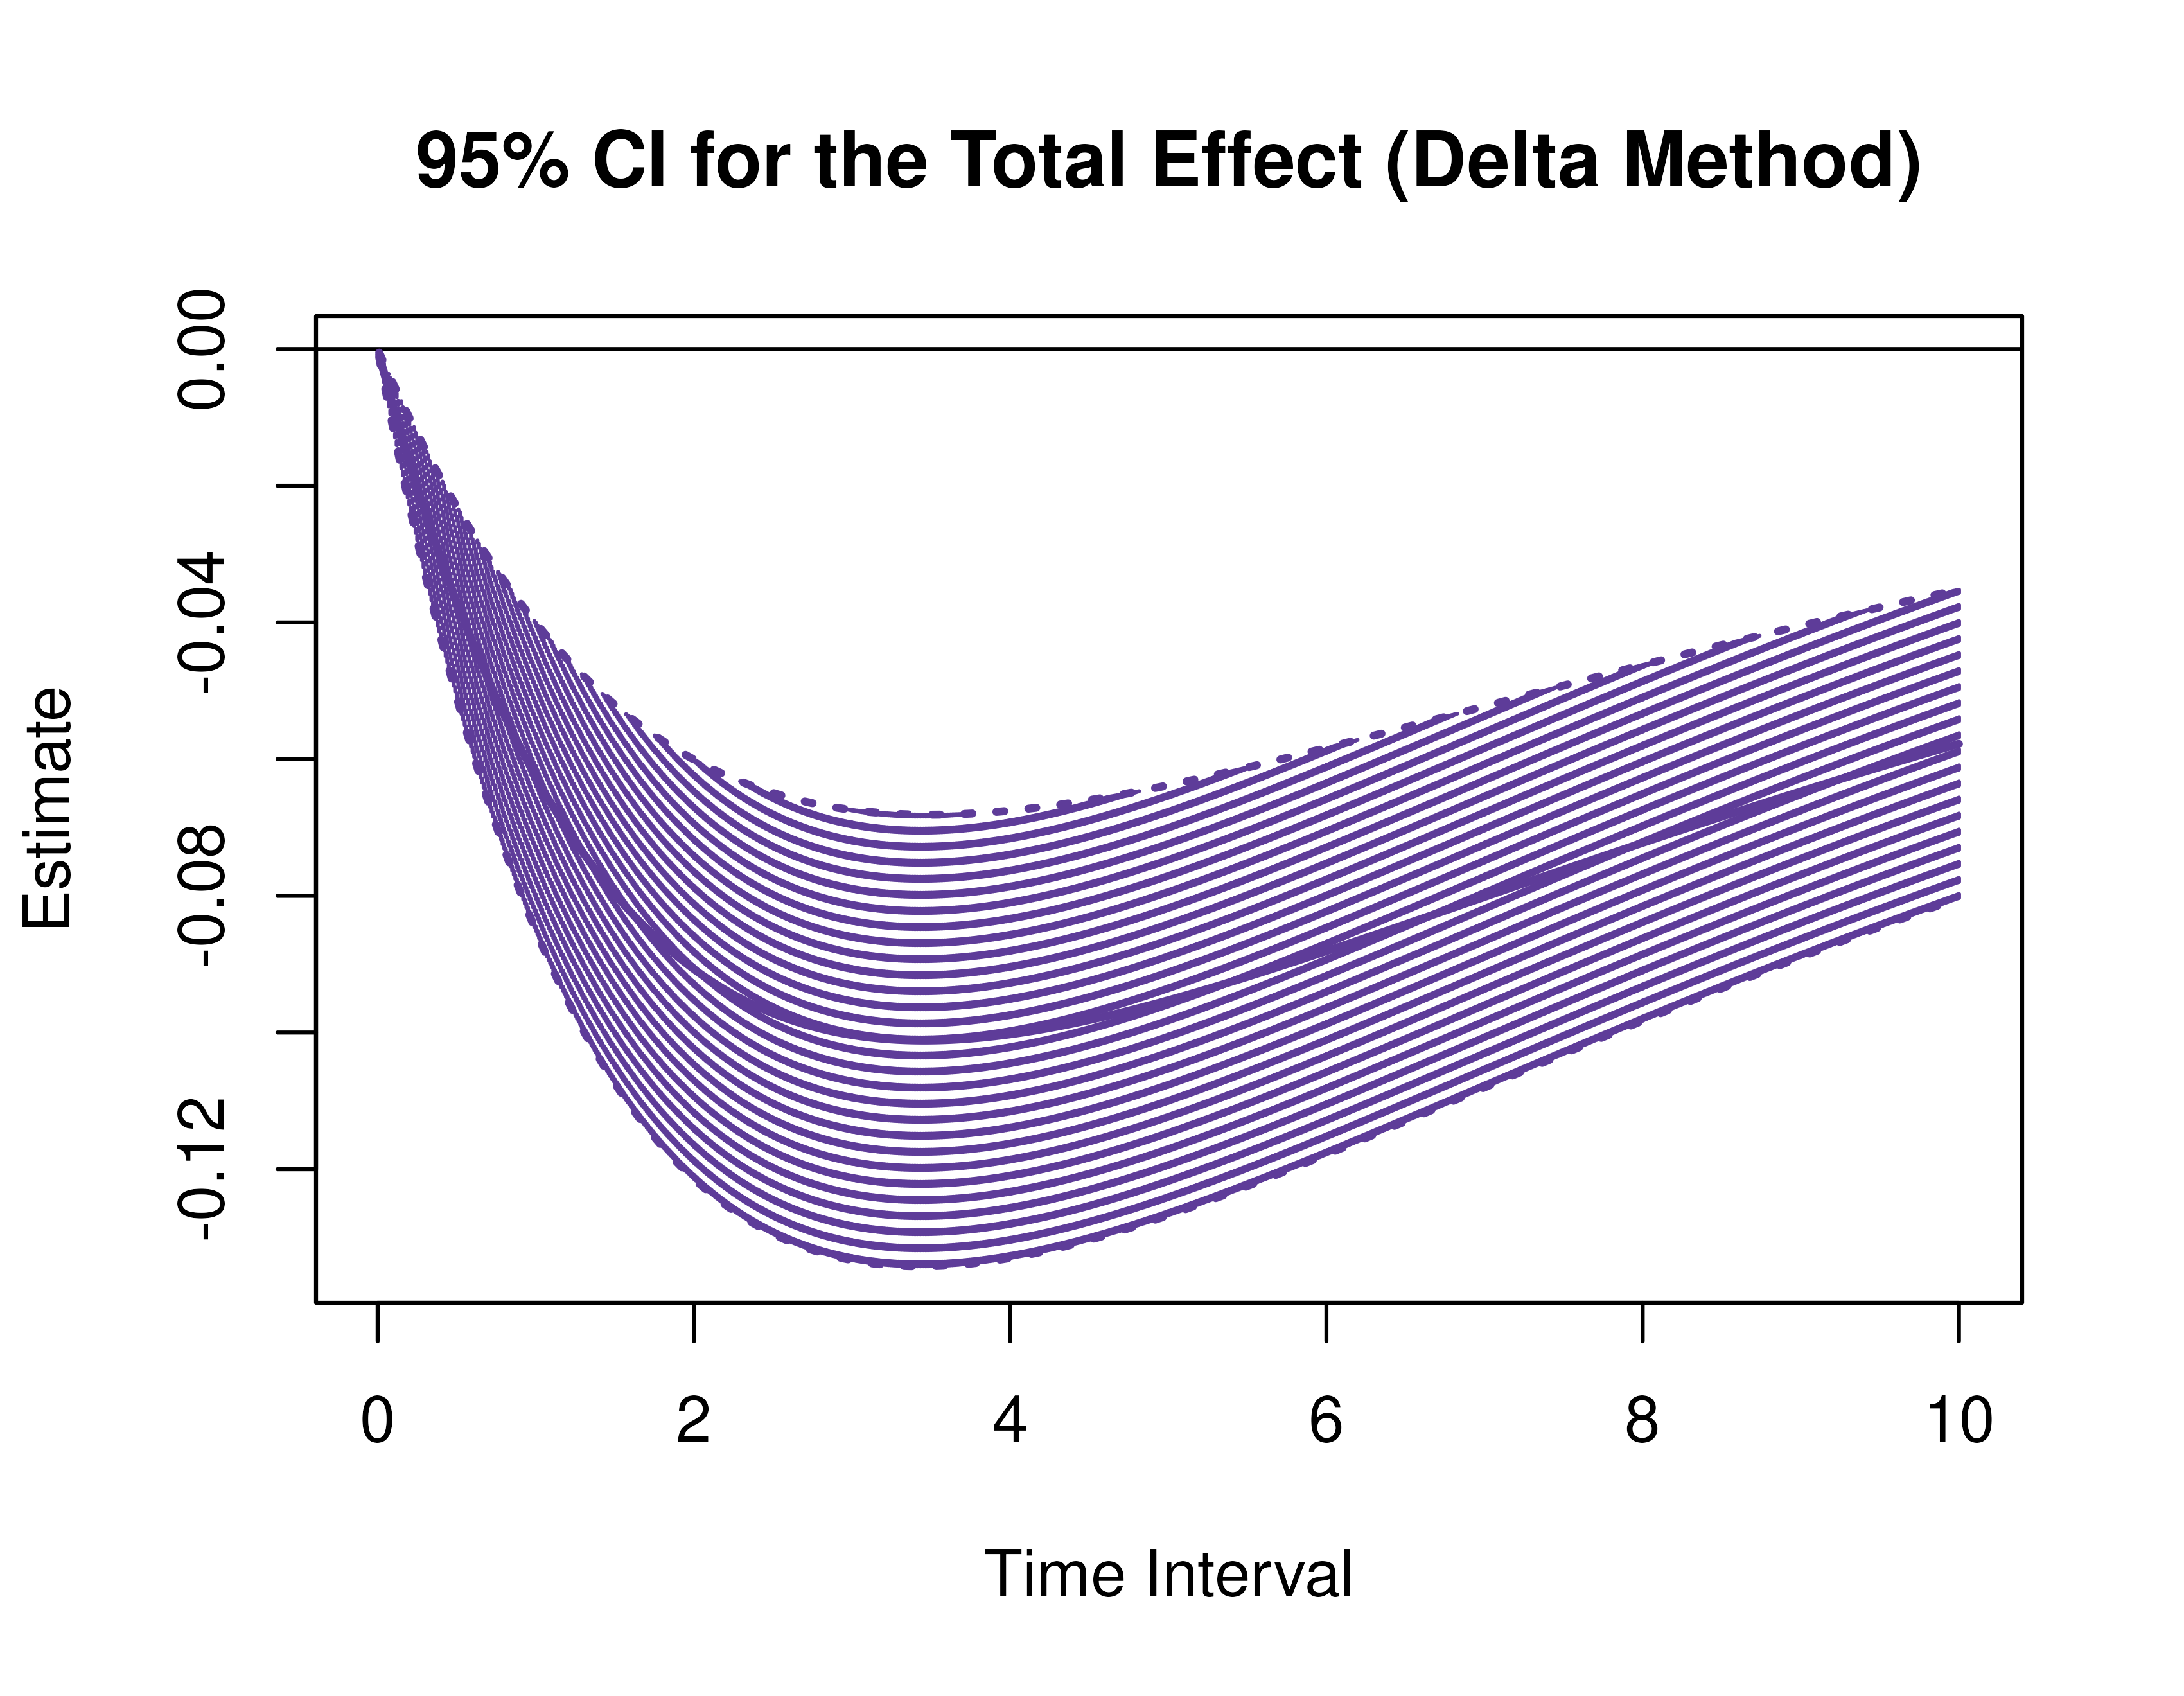 95% CI for the Total Effect (Delta Method)
Estimate
0.00
-0.04
-0.08
-0.12
0 2 4 6 8 10
Time Interval